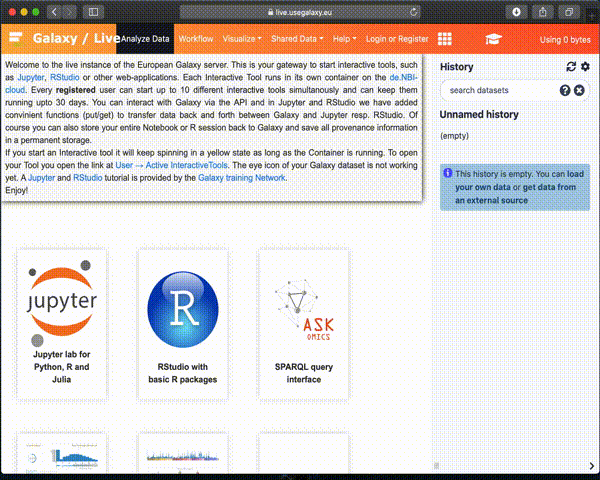 live.usegalaxy.eu
Galaxy / Live Analyze Data Workflow Visualize Shared Data Help Login or Register Using 0 bytes
Welcome to the live instance of the European Galaxy server. This is your gateway to start interactive tools, such
as Jupyter, RStudio or other web-applications. Each Interactive Tool runs in its own container on the de.NBI-
cloud. Every registered user can start up to 10 different interactive tools simultanously and can keep them
running upto 30 days. You can interact with Galaxy via the API and in Jupyter and RStudio we have added
convinient functions (put/get) to transfer data back and forth between Galaxy and Jupyter resp. RStudio. Of
course you can also store your entire Notebook or R session back to Galaxy and save all provenance information
in a permanent storage.
If you start an Interactive tool it will keep spinning in a yellow state as long as the Container is running. To open
your Tool you open the link at User → Active InteractiveTools. The eye icon of your Galaxy dataset is not working
yet. A Jupyter and RStudio tutorial is provided by the Galaxy training Network.
Enjoy!
History
search datasets
Unnamed history
(empty)
This history is empty. You can load
your own data or get data from
an external source
jupyter
Jupyter lab for
Python, R and
Julia
R
RStudio with
basic R packages
ASK
OMICS
SPARQL query
interface